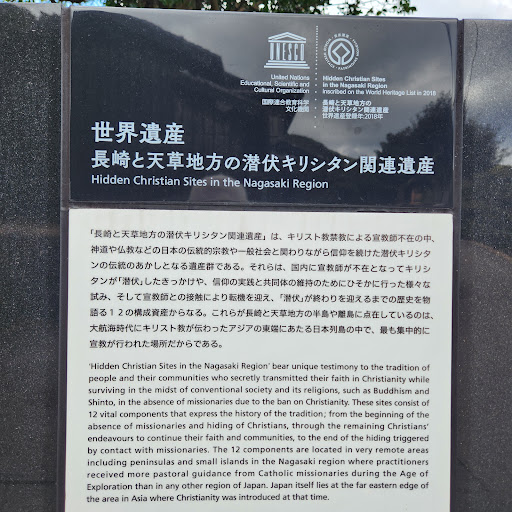 UNESCO
United Nations
Educational, Scientific and
Cultural Organization
国際連合教育科学
文化機関
Hidden Christian Sites
in the Nagasaki Region
inscribed on the World Heritage List in 2018
長崎と天草地方の
潜伏キリシタン関連遺産
世界遺産登録年:2018年
世界遺産
長崎と天草地方の潜伏キリシタン関連遺産
Hidden Christian Sites in the Nagasaki Region
「長崎と天草地方の潜伏キリシタン関連遺産」は、キリスト教禁教による宣教師不在の中、
神道や仏教などの日本の伝統的宗教や一般社会と関わりながら信仰を続けた潜伏キリシタ
ンの伝統のあかしとなる遺産群である。それらは、国内に宣教師が不在となってキリシ
タンが「潜伏」したきっかけや、信仰の実践と共同体の維持のためにひそかに行った様々な
試み、そして宣教師との接触により転機を迎え、「潜伏」が終わりを迎えるまでの歴史を物
語る12の構成資産からなる。これらが長崎と天草地方の半島や離島に点在しているのは、
大航海時代にキリスト教が伝わったアジアの東端にあたる日本列島の中で、最も集中的に
宣教が行われた場所だからである。
'Hidden Christian Sites in the Nagasaki Region' bear unique testimony to the tradition of
people and their communities who secretly transmitted their faith in Christianity while
surviving in the midst of conventional society and its religions, such as Buddhism and
Shinto, in the absence of missionaries due to the ban on Christianity. These sites consist of
12 vital components that express the history of the tradition; from the beginning of the
absence of missionaries and hiding of Christians, through the remaining Christians'
endeavours to continue their faith and communities, to the end of the hiding triggered
by contact with missionaries. The 12 components are located in very remote areas
including peninsulas and small islands in the Nagasaki region where practitioners
received more pastoral guidance from Catholic missionaries during the Age of
Exploration than in any other region of Japan. Japan itself lies at the far eastern edge of
the area in Asia where Christianity was introduced at that time.